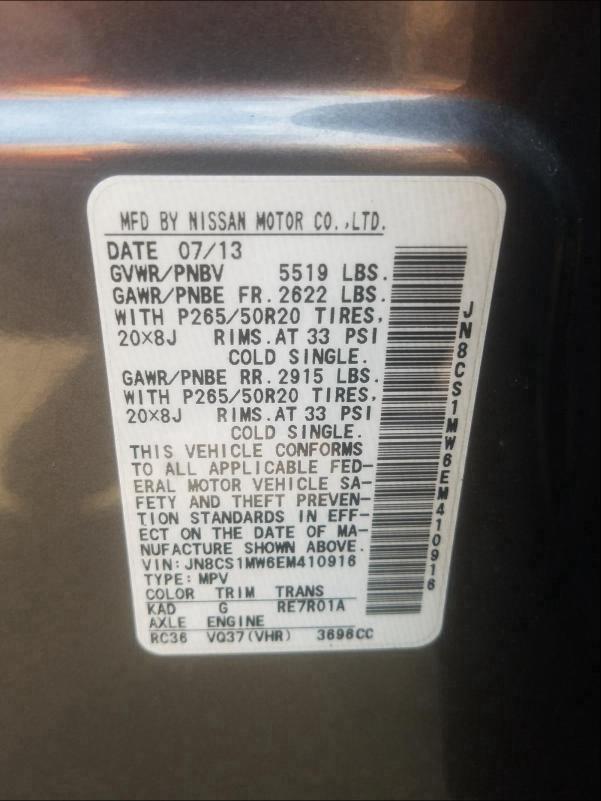 MFD BY NISSAN MOTOR CO.,LTD.
DATE 07/13
GVWR/PNBV 5519 LBS.
GAWR/PNBE FR. 2622 LBS.
WITH P265/50R20 TIRES,
20×8J RIMS. AT 33 PSI
COLD SINGLE.
GAWR/PNBE RR. 2915 LBS.
WITH P265/50R20 TIRES,
20×8J RIMS. AT 33 PSI
COLD SINGLE.
THIS VEHICLE CONFORMS
TO ALL APPLICABLE FED-
ERAL MOTOR VEHICLE SA-
FETY AND THEFT PREVEN-
TION STANDARDS IN EFF-
ECT ON THE DATE OF MA-
NUFACTURE SHOWN ABOVE.
VIN: JN8CS1MW6EM410916
TYPE: MPV
COLOR TRIM TRANS
KAD G RE7R01A
AXLE ENGINE
RC36 VQ37(VHR) 3696CC
JN8CS1MW6EM410916